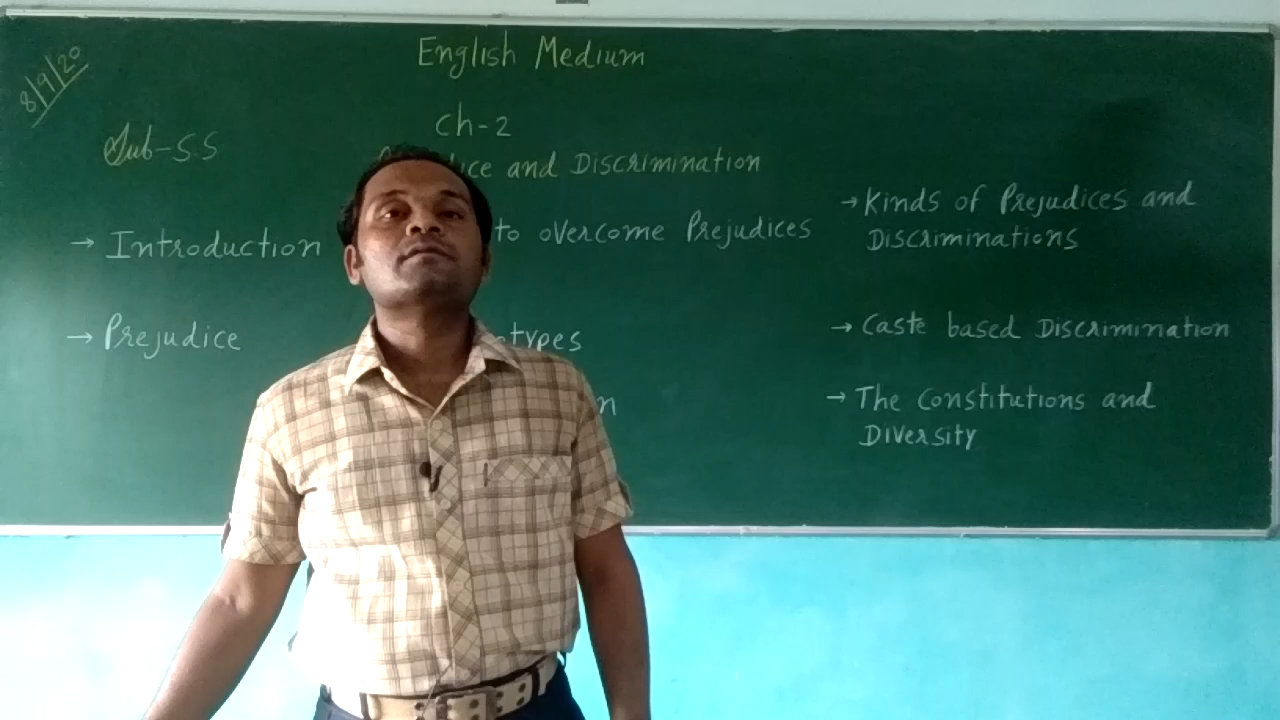 8/9/20
English Medium
Ch-2
Sub-S.S
and Discrimination
→ Introduction
to overcome Prejudices
→ Kinds of Prejudices and
Discriminations
→ Prejudice
→ Caste based Discrimination
→ The Constitutions and
Diversity